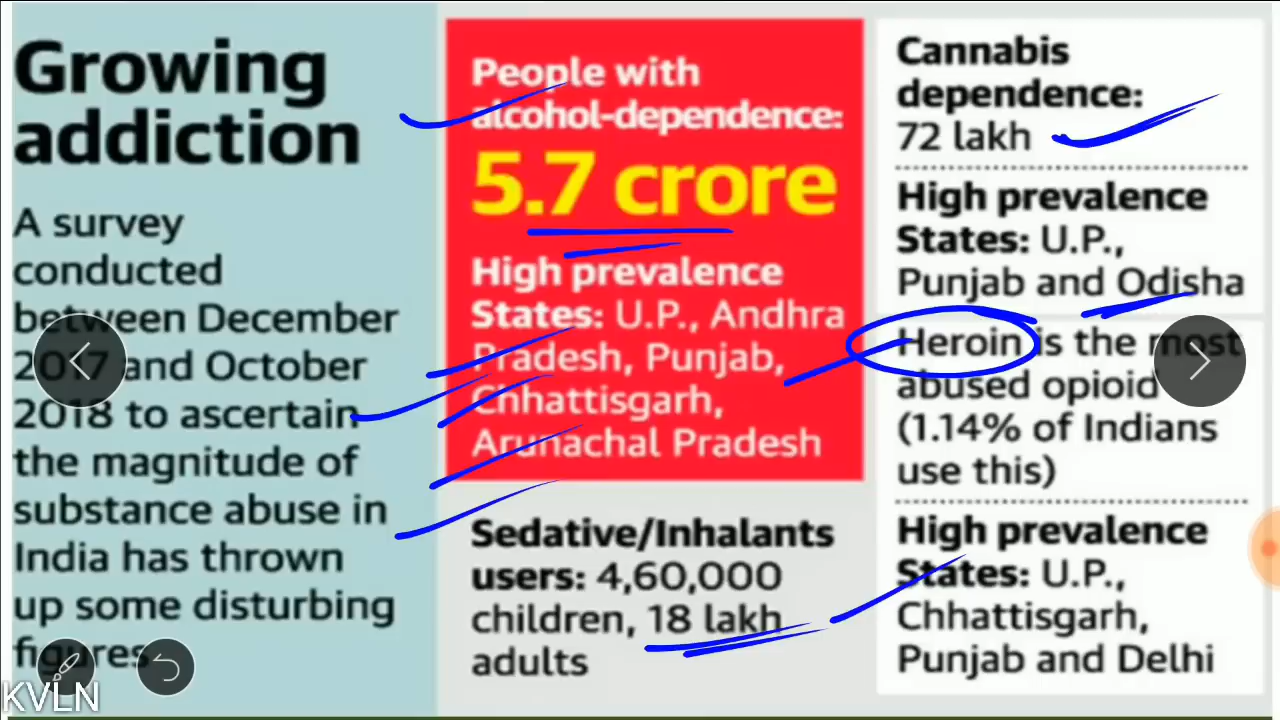 Growing
addiction
A survey
conducted
between December
2017 and October
2018 to ascertain
the magnitude of
substance abuse in
India has thrown
up some disturbing
figures
People with
alcohol-dependence:
5.7 crore
High prevalence
States: U.P., Andhra
Pradesh, Punjab,
Chhattisgarh,
Arunachal Pradesh
Sedative/Inhalants
users: 4,60,000
children, 18 lakh
adults
Cannabis
dependence:
72 lakh
High prevalence
States: U.P.,
Punjab and Odisha
Heroin is the most
abused opioid
(1.14% of Indians
use this)
High prevalence
States: U.P.,
Chhattisgarh,
Punjab and Delhi
KVLN